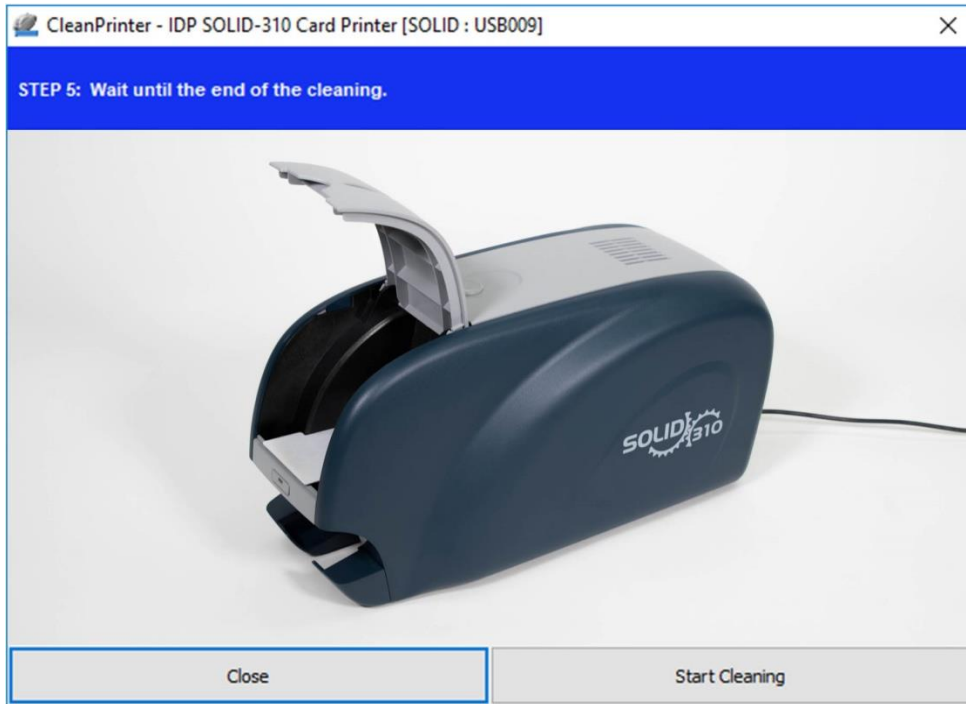 CleanPrinter - IDP SOLID-310 Card Printer [SOLID : USB009]
STEP 5: Wait until the end of the cleaning.
SOLID 310
Close
Start Cleaning